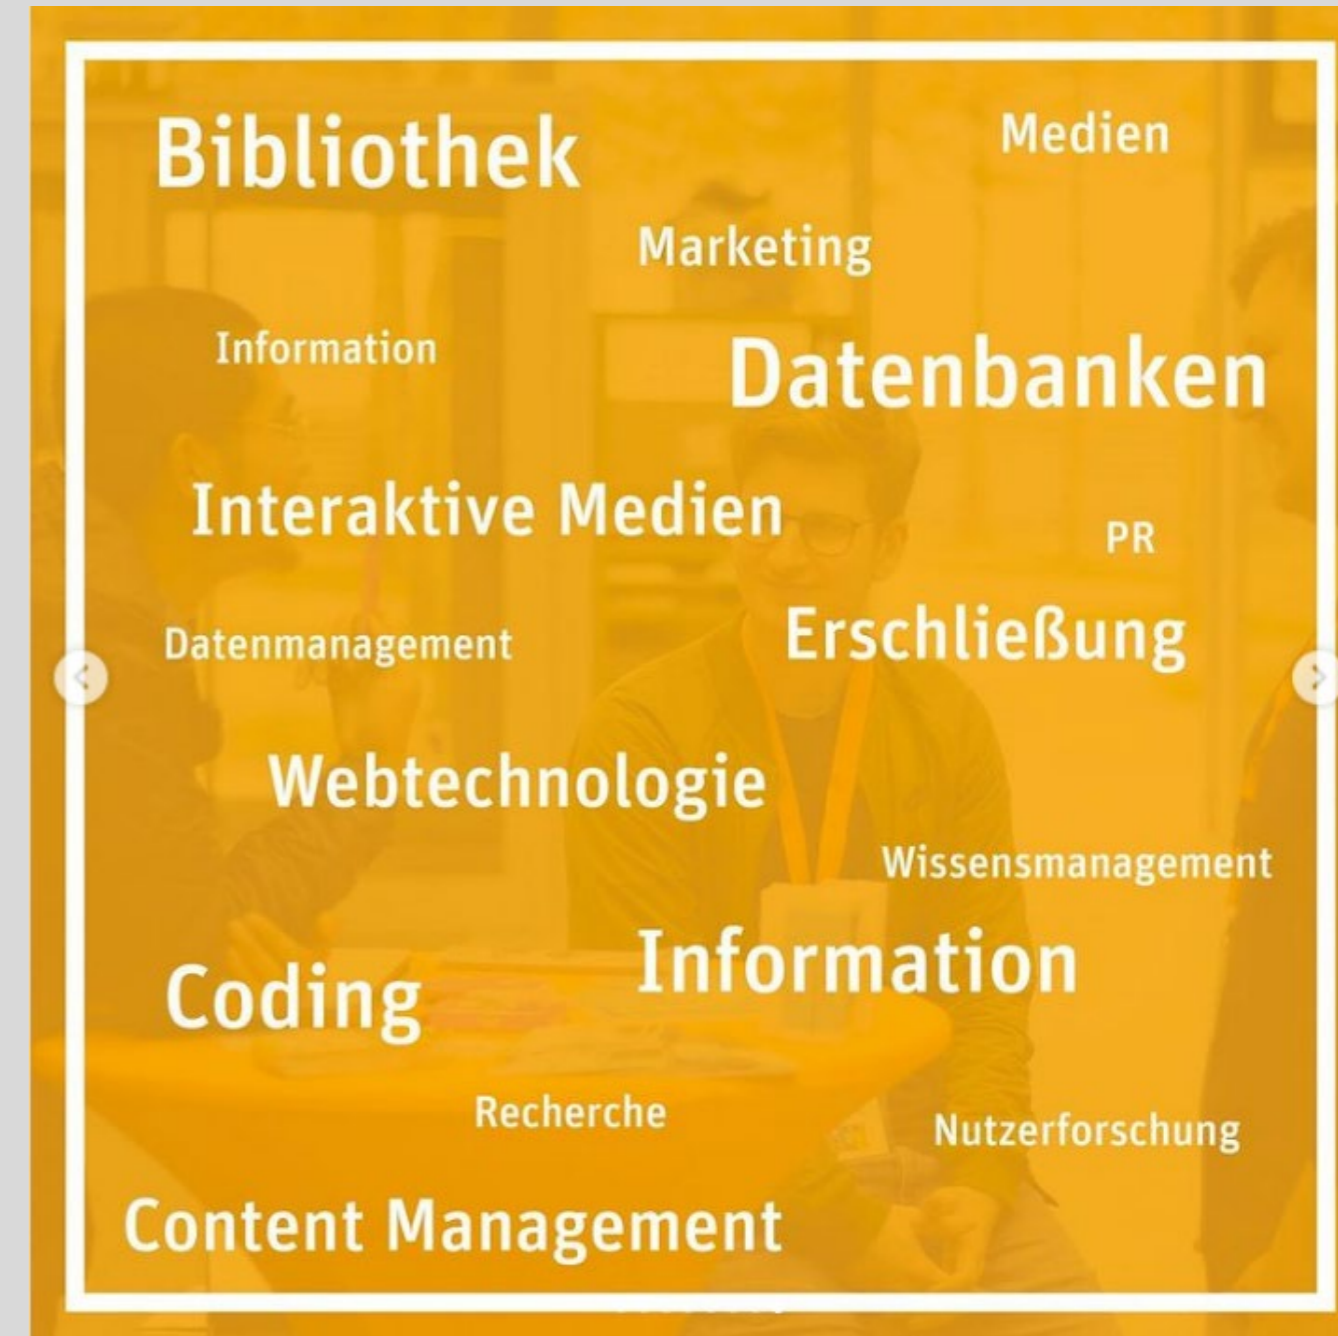 Bibliothek
Medien
Marketing
Information
Datenbanken
Interaktive Medien
PR
Erschließung
Datenmanagement
Webtechnologie
Wissensmanagement
Information
Coding
Recherche
Nutzerforschung
Content Management